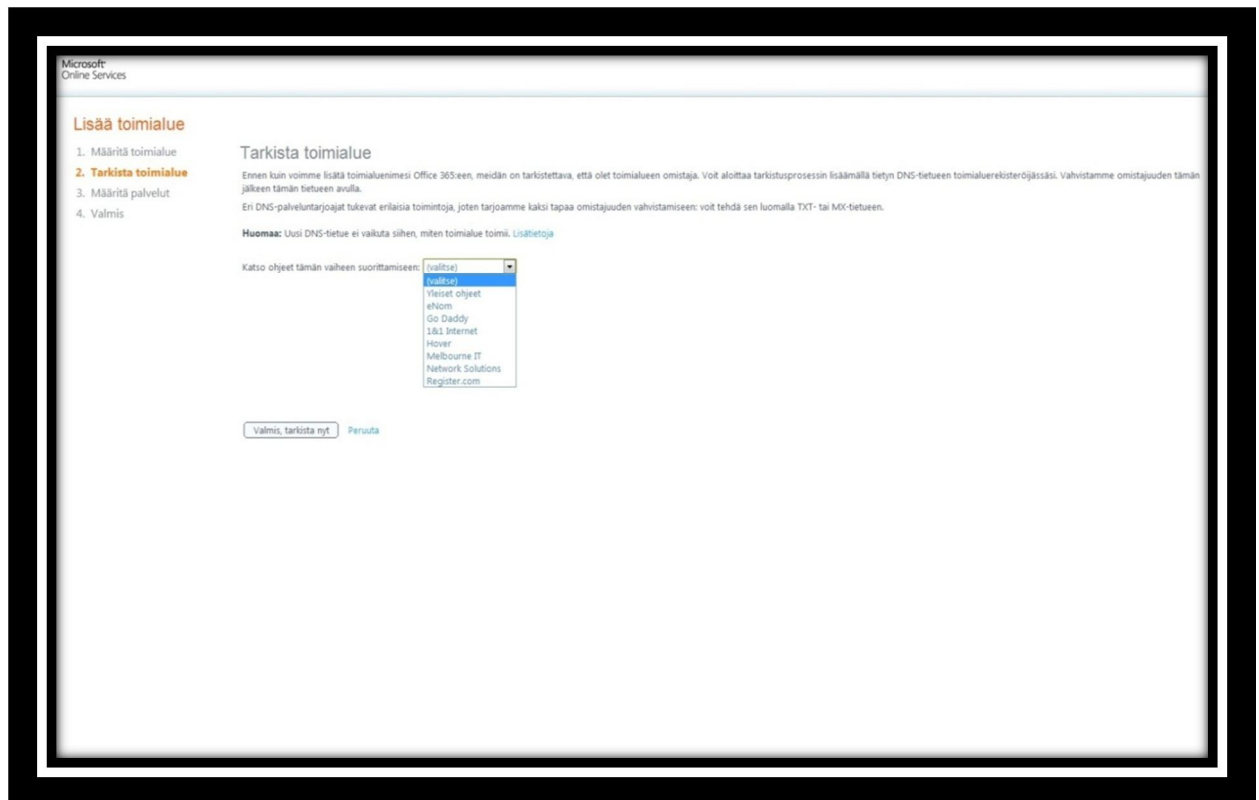 Microsoft
Online Services
Lisää toimialue
1. Määritä toimialue
2. Tarkista toimialue
3. Määritä palvelut
4. Valmis
Tarkista toimialue
Ennen kuin voimme lisätä toimialuenimesi Office 365:een, meidän on tarkistettava, että olet toimialueen omistaja. Voit aloittaa tarkistusprosessin lisäämällä tietyn DNS-tietueen toimialuerekisteröijässäsi. Vahvistamme omistajuuden tämän
jälkeen tämän tietueen avulla.
Eri DNS-palveluntarjoajat tukevat erilaisia toimintoja, joten tarjoamme kaksi tapaa omistajuuden vahvistamiseen: voit tehdä sen luomalla TXT- tai MX-tietueen.
Huomaa: Uusi DNS-tietue ei vaikuta siihen, miten toimialue toimii. Lisätietoja
Katso ohjeet tämän vaiheen suorittamiseen: (valitse)
(valitse)
Yleiset ohjeet
eNom
Go Daddy
1&1 Internet
Hover
Melbourne IT
Network Solutions
Register.com
Valmis, tarkista nyt Peruuta